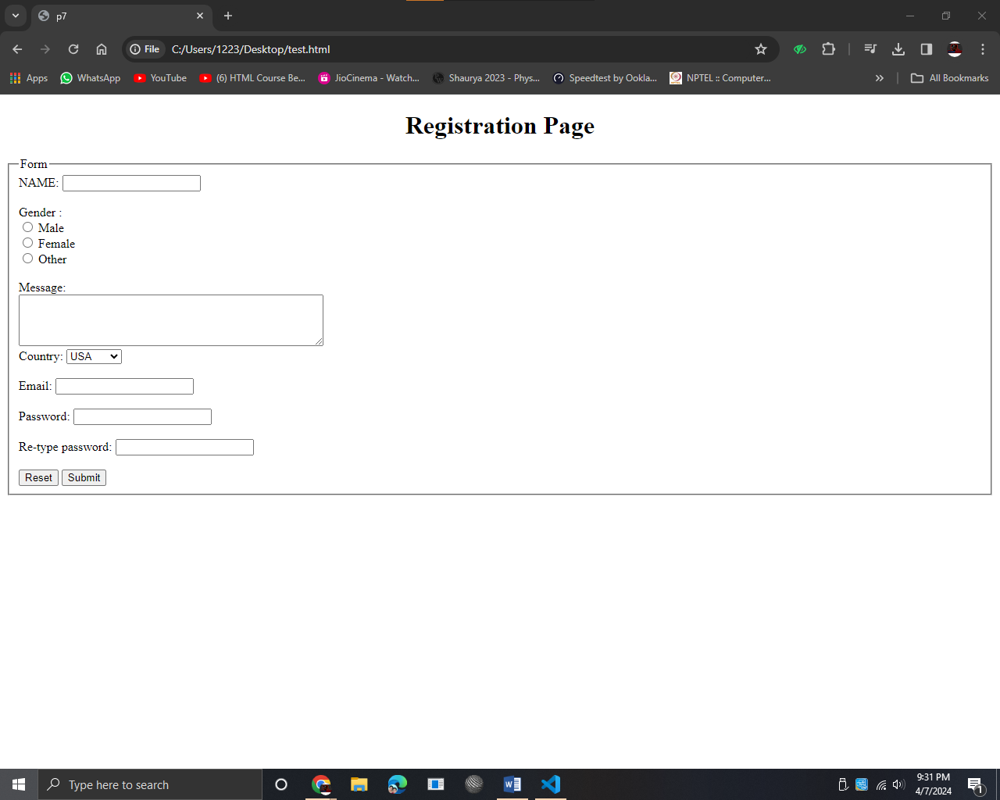 p7
File C:/Users/1223/Desktop/test.html
Apps WhatsApp YouTube (6) HTML Course Be... JioCinema - Watch... Shaurya 2023 - Phys... Speedtest by Ookla... NPTEL :: Computer... All Bookmarks
Registration Page
Form
NAME:
Gender :
Male
Female
Other
Message:
Country: USA
Email:
Password:
Re-type password:
Reset Submit
Type here to search
9:31 PM
4/7/2024
1